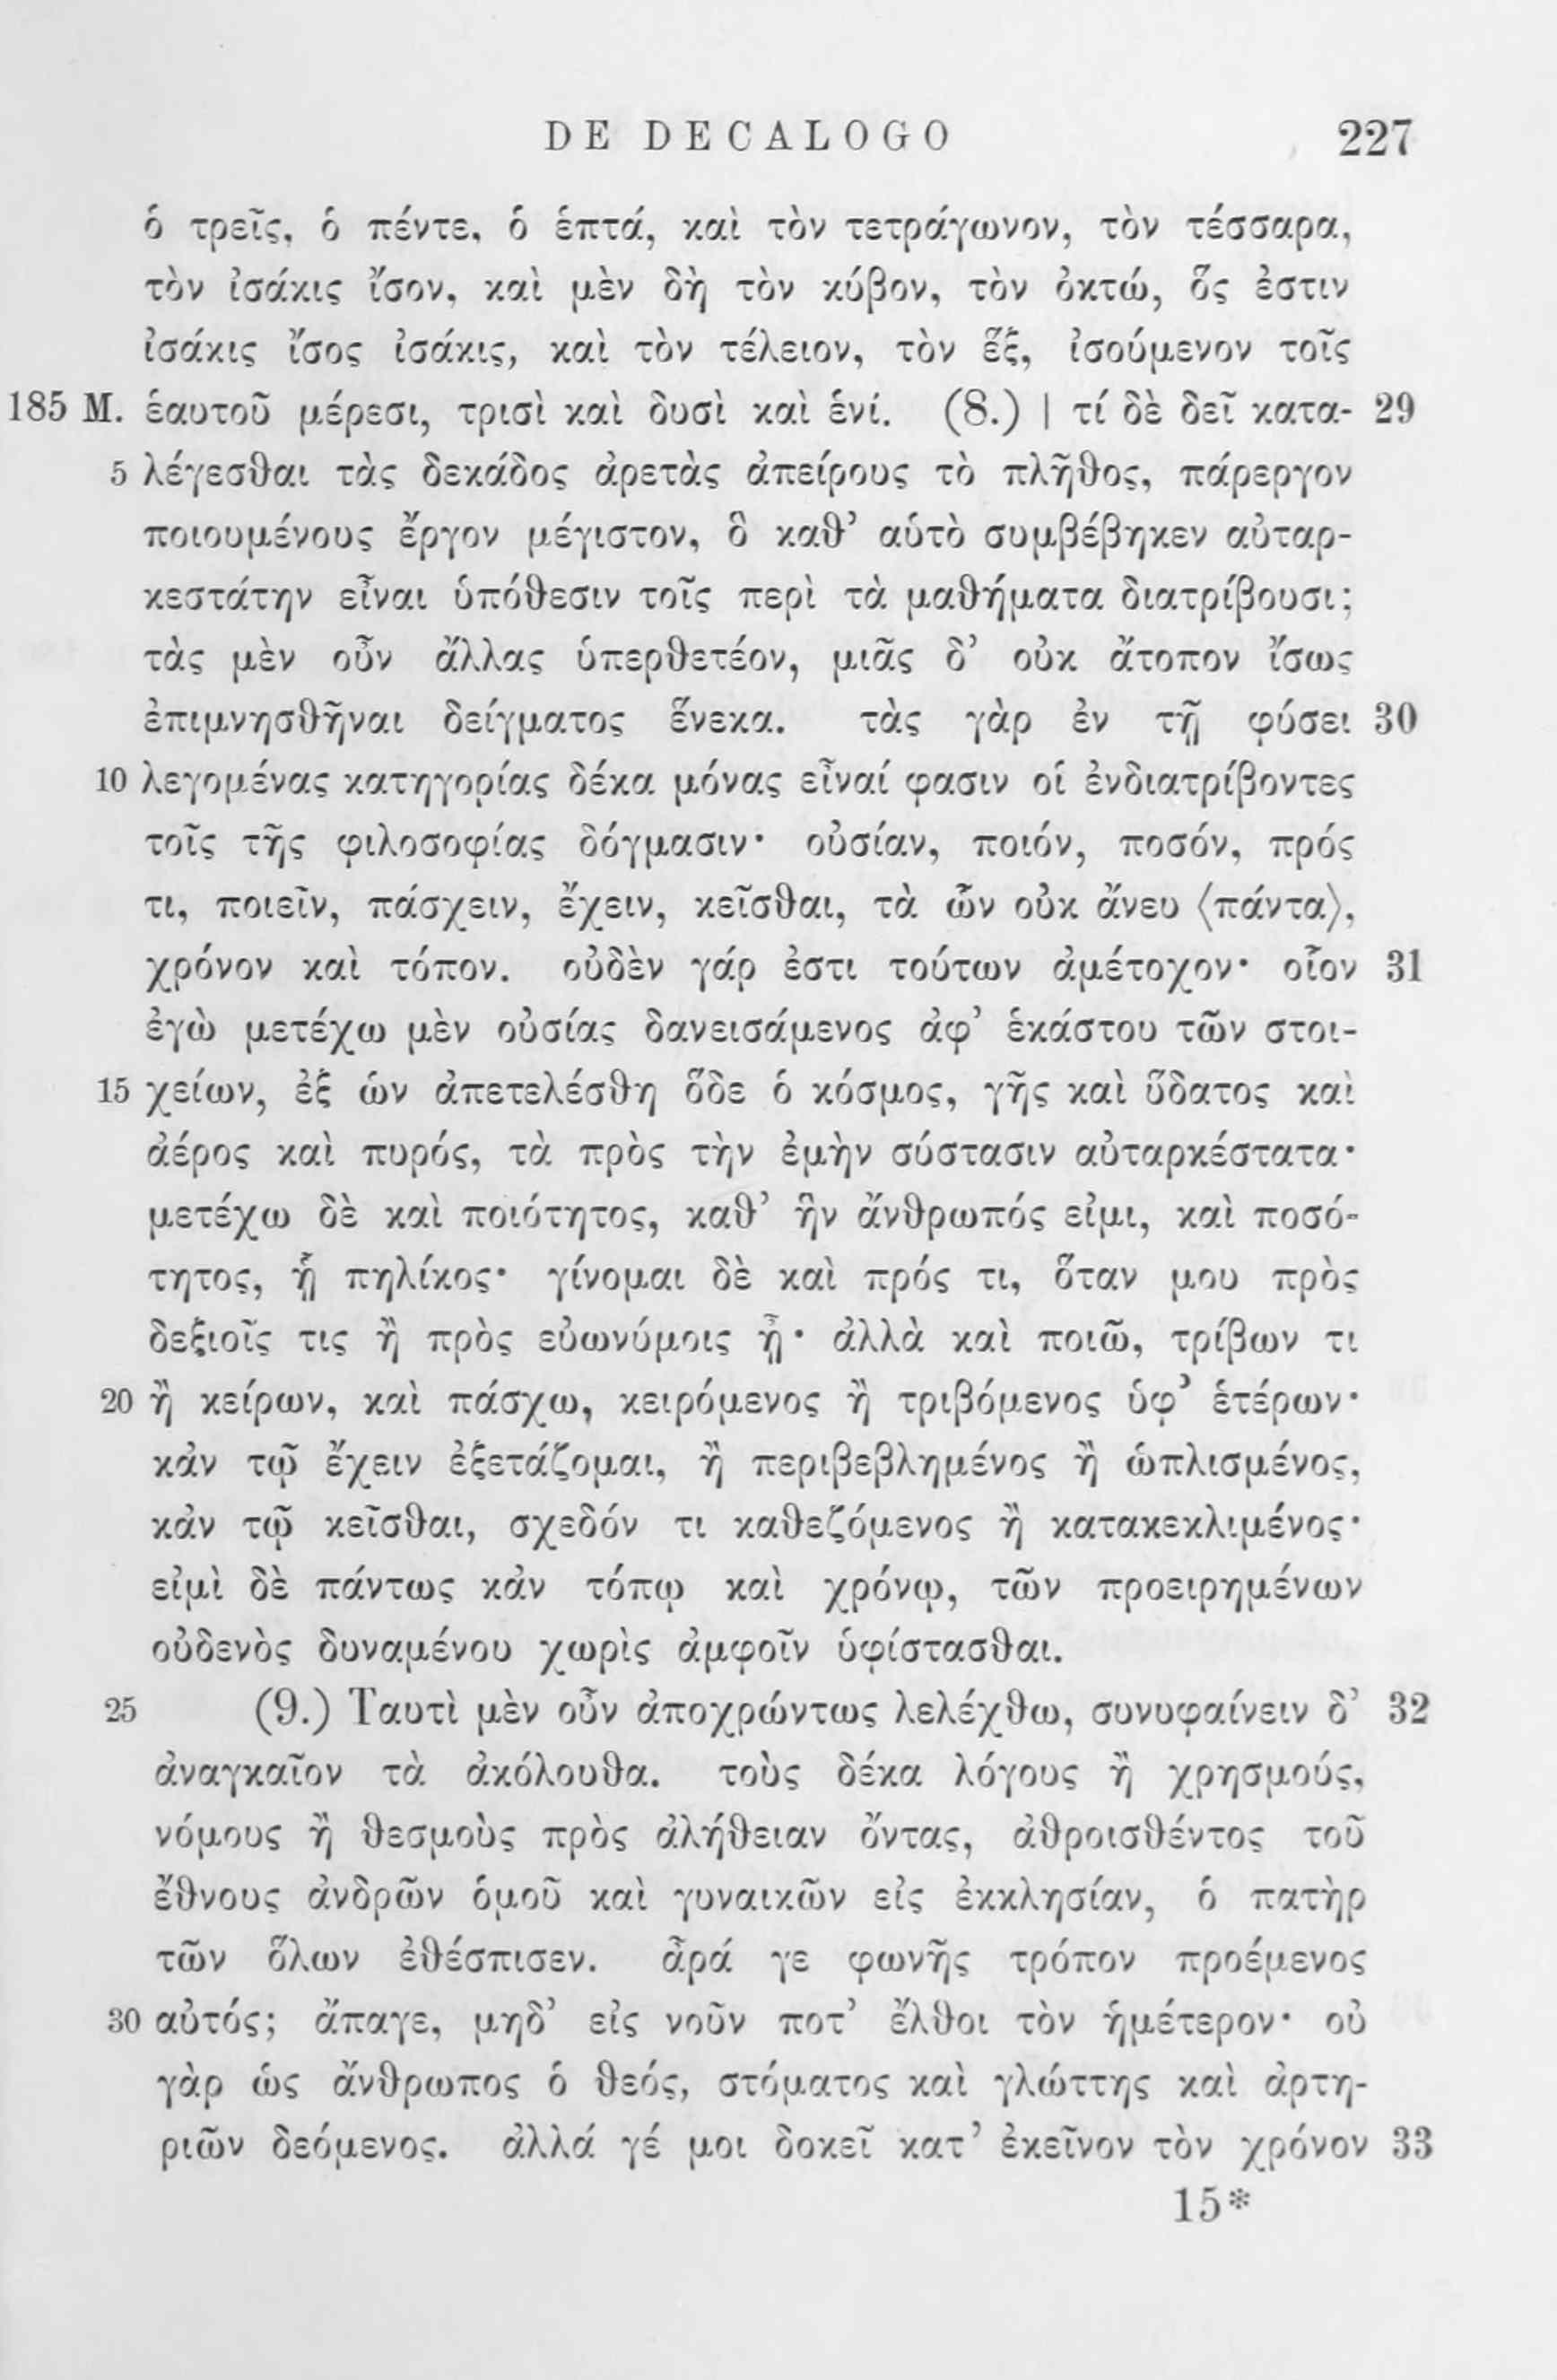 DE DECALOGO 227
ὁ τρεῖς, ὁ πέντε, ὁ ἑπτά, καὶ τὸν τετράγωνον, τὸν τέσσαρα,
τὸν ἰσάκις ἴσον, καὶ μὲν δὴ τὸν κύβον, τὸν ὀκτώ, ὅς ἐστιν
ἰσάκις ἴσος ἰσάκις, καὶ τὸν τέλειον, τὸν ἕξ, ἰσούμενον τοῖς
185 M. ἑαυτοῦ μέρεσι, τρισὶ καὶ δυσὶ καὶ ἑνί. (8.) | τί δὲ δεῖ κατα- 29
5 λέγεσθαι τὰς δεκάδος ἀρετὰς ἀπείρους τὸ πλῆθος, πάρεργον
ποιουμένους ἔργον μέγιστον, ὃ καθ’ αὑτὸ συμβέβηκεν αὐταρ-
κεστάτην εἶναι ὑπόθεσιν τοῖς περὶ τὰ μαθήματα διατρίβουσι;
τὰς μὲν οὖν ἄλλας ὑπερθετέον, μιᾶς δ’ οὐκ ἄτοπον ἴσως
ἐπιμνησθῆναι δείγματος ἕνεκα. τὰς γὰρ ἐν τῇ φύσει 30
10 λεγομένας κατηγορίας δέκα μόνας εἶναί φασιν οἱ ἐνδιατρίβοντες
τοῖς τῆς φιλοσοφίας δόγμασιν· οὐσίαν, ποιόν, ποσόν, πρός
τι, ποιεῖν, πάσχειν, ἔχειν, κεῖσθαι, τὰ ὧν οὐκ ἄνευ ⟨πάντα⟩,
χρόνον καὶ τόπον. οὐδὲν γάρ ἐστι τούτων ἀμέτοχον· οἷον 31
ἐγὼ μετέχω μὲν οὐσίας δανεισάμενος ἀφ’ ἑκάστου τῶν στοι-
15 χείων, ἐξ ὧν ἀπετελέσθη ὅδε ὁ κόσμος, γῆς καὶ ὕδατος καὶ
ἀέρος καὶ πυρός, τὰ πρὸς τὴν ἐμὴν σύστασιν αὐταρκέστατα·
μετέχω δὲ καὶ ποιότητος, καθ’ ἣν ἄνθρωπός εἰμι, καὶ ποσό-
τητος, ᾗ πηλίκος· γίνομαι δὲ καὶ πρός τι, ὅταν μου πρὸς
δεξιοῖς τις ἢ πρὸς εὐωνύμοις ᾖ· ἀλλὰ καὶ ποιῶ, τρίβων τι
20 ἢ κείρων, καὶ πάσχω, κειρόμενος ἢ τριβόμενος ὑφ’ ἑτέρων·
κἀν τῷ ἔχειν ἐξετάζομαι, ἢ περιβεβλημένος ἢ ὡπλισμένος,
κἀν τῷ κεῖσθαι, σχεδόν τι καθεζόμενος ἢ κατακεκλιμένος·
εἰμὶ δὲ πάντως κἀν τόπῳ καὶ χρόνῳ, τῶν προειρημένων
οὐδενὸς δυναμένου χωρὶς ἀμφοῖν ὑφίστασθαι.
25 (9.) Ταυτὶ μὲν οὖν ἀποχρώντως λελέχθω, συνυφαίνειν δ’ 32
ἀναγκαῖον τὰ ἀκόλουθα. τοὺς δέκα λόγους ἢ χρησμούς,
νόμους ἢ θεσμοὺς πρὸς ἀλήθειαν ὄντας, ἀθροισθέντος τοῦ
ἔθνους ἀνδρῶν ὁμοῦ καὶ γυναικῶν εἰς ἐκκλησίαν, ὁ πατὴρ
τῶν ὅλων ἐθέσπισεν. ἆρά γε φωνῆς τρόπον προέμενος
30 αὐτός; ἄπαγε, μηδ’ εἰς νοῦν ποτ’ ἔλθοι τὸν ἡμέτερον· οὐ
γὰρ ὡς ἄνθρωπος ὁ θεός, στόματος καὶ γλώττης καὶ ἀρτη-
ριῶν δεόμενος. ἀλλά γέ μοι δοκεῖ κατ’ ἐκεῖνον τὸν χρόνον 33
15*